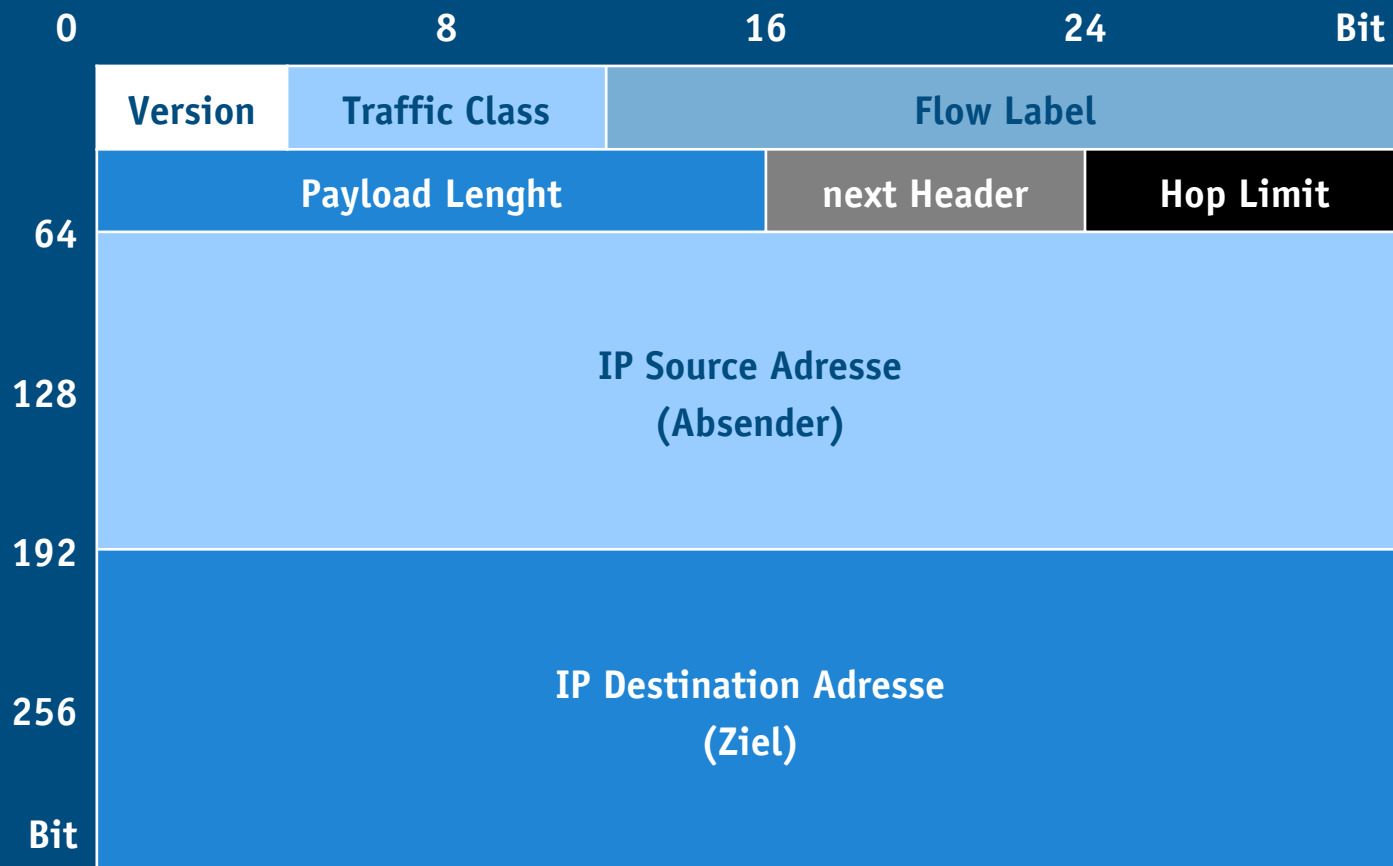 0 8 16 24 Bit
Version Traffic Class Flow Label
Payload Lenght next Header Hop Limit
64
IP Source Adresse
128
(Absender)
192
IP Destination Adresse
256
(Ziel)
Bit